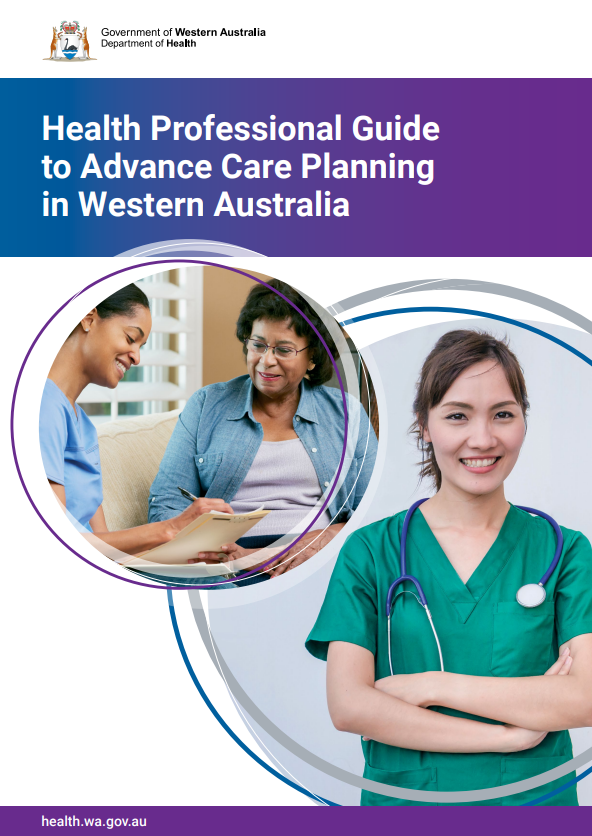 Government of Western Australia
Department of Health
Health Professional Guide
to Advance Care Planning
in Western Australia
health.wa.gov.au